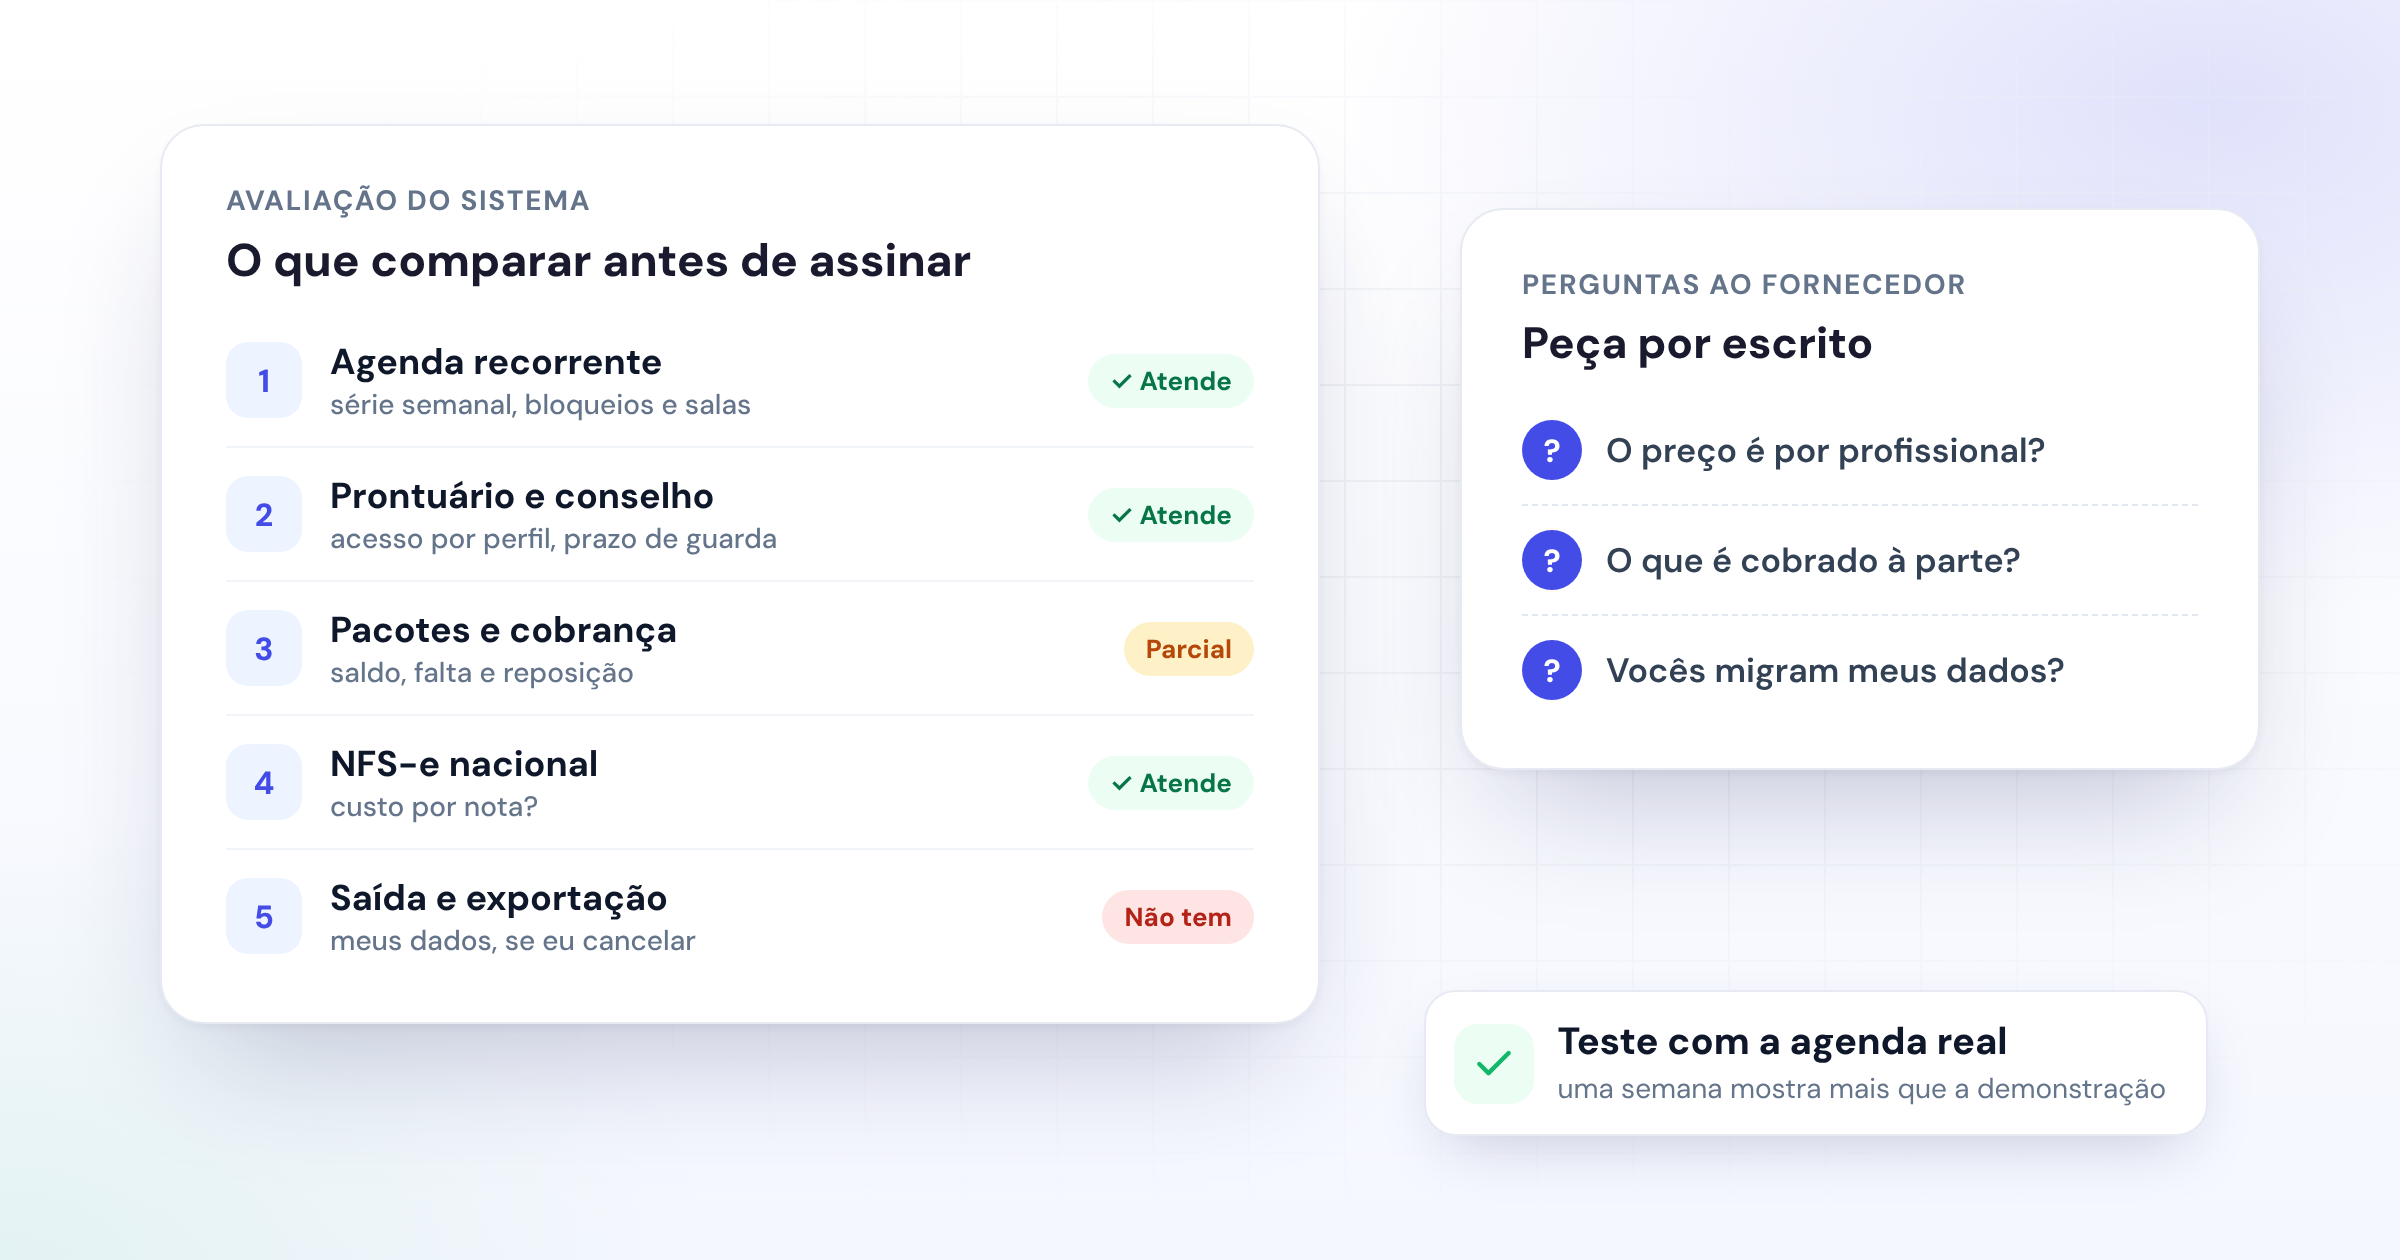 AVALIAÇÃO DO SISTEMA
O que comparar antes de assinar
1
Agenda recorrente
série semanal, bloqueios e salas
✓ Atende
2
Prontuário e conselho
acesso por perfil, prazo de guarda
✓ Atende
3
Pacotes e cobrança
saldo, falta e reposição
Parcial
4
NFS-e nacional
custo por nota?
✓ Atende
5
Saída e exportação
meus dados, se eu cancelar
Não tem
PERGUNTAS AO FORNECEDOR
Peça por escrito
? O preço é por profissional?
? O que é cobrado à parte?
? Vocês migram meus dados?
Teste com a agenda real
uma semana mostra mais que a demonstração